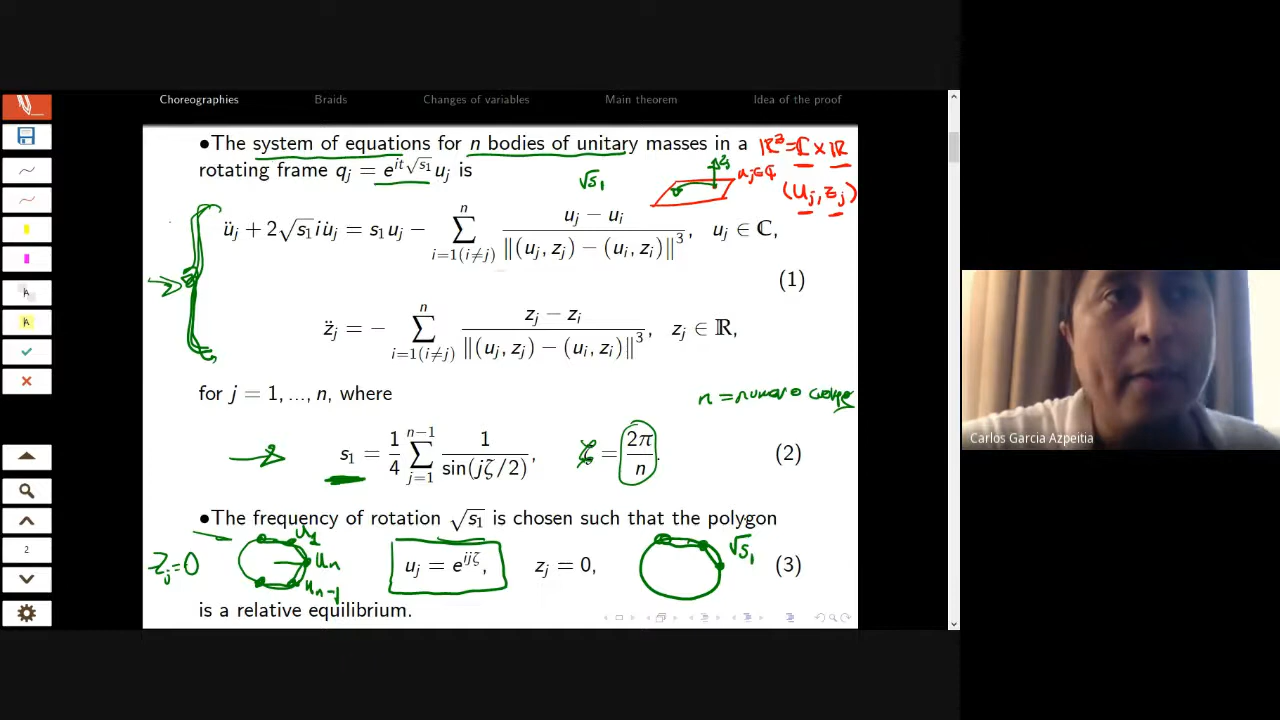 Choreographies Braids Changes of variables Main theorem Idea of the proof
•The system of equations for n bodies of unitary masses in a
rotating frame q_j = e^{it√s_1} u_j is
ℝ³=ℂ×ℝ
(u_j, z_j)
z_j
u_j∈ℂ
√s_1
ü_j + 2√s_1 i u̇_j = s_1 u_j − ∑_{i=1(i≠j)}^{n} (u_j − u_i) / ‖(u_j, z_j) − (u_i, z_i)‖³, u_j ∈ ℂ,
(1)
z̈_j = − ∑_{i=1(i≠j)}^{n} (z_j − z_i) / ‖(u_j, z_j) − (u_i, z_i)‖³, z_j ∈ ℝ,
for j = 1, ..., n, where
n =
s_1 = 1/4 ∑_{j=1}^{n−1} 1 / sin(jζ/2), ζ = 2π/n. (2)
•The frequency of rotation √s_1 is chosen such that the polygon
z_j=0
u_1
u_n
u_{n-1}
u_j = e^{ijζ}, z_j = 0, (3)
√s_1
is a relative equilibrium.
2
Carlos Garcia Azpeitia